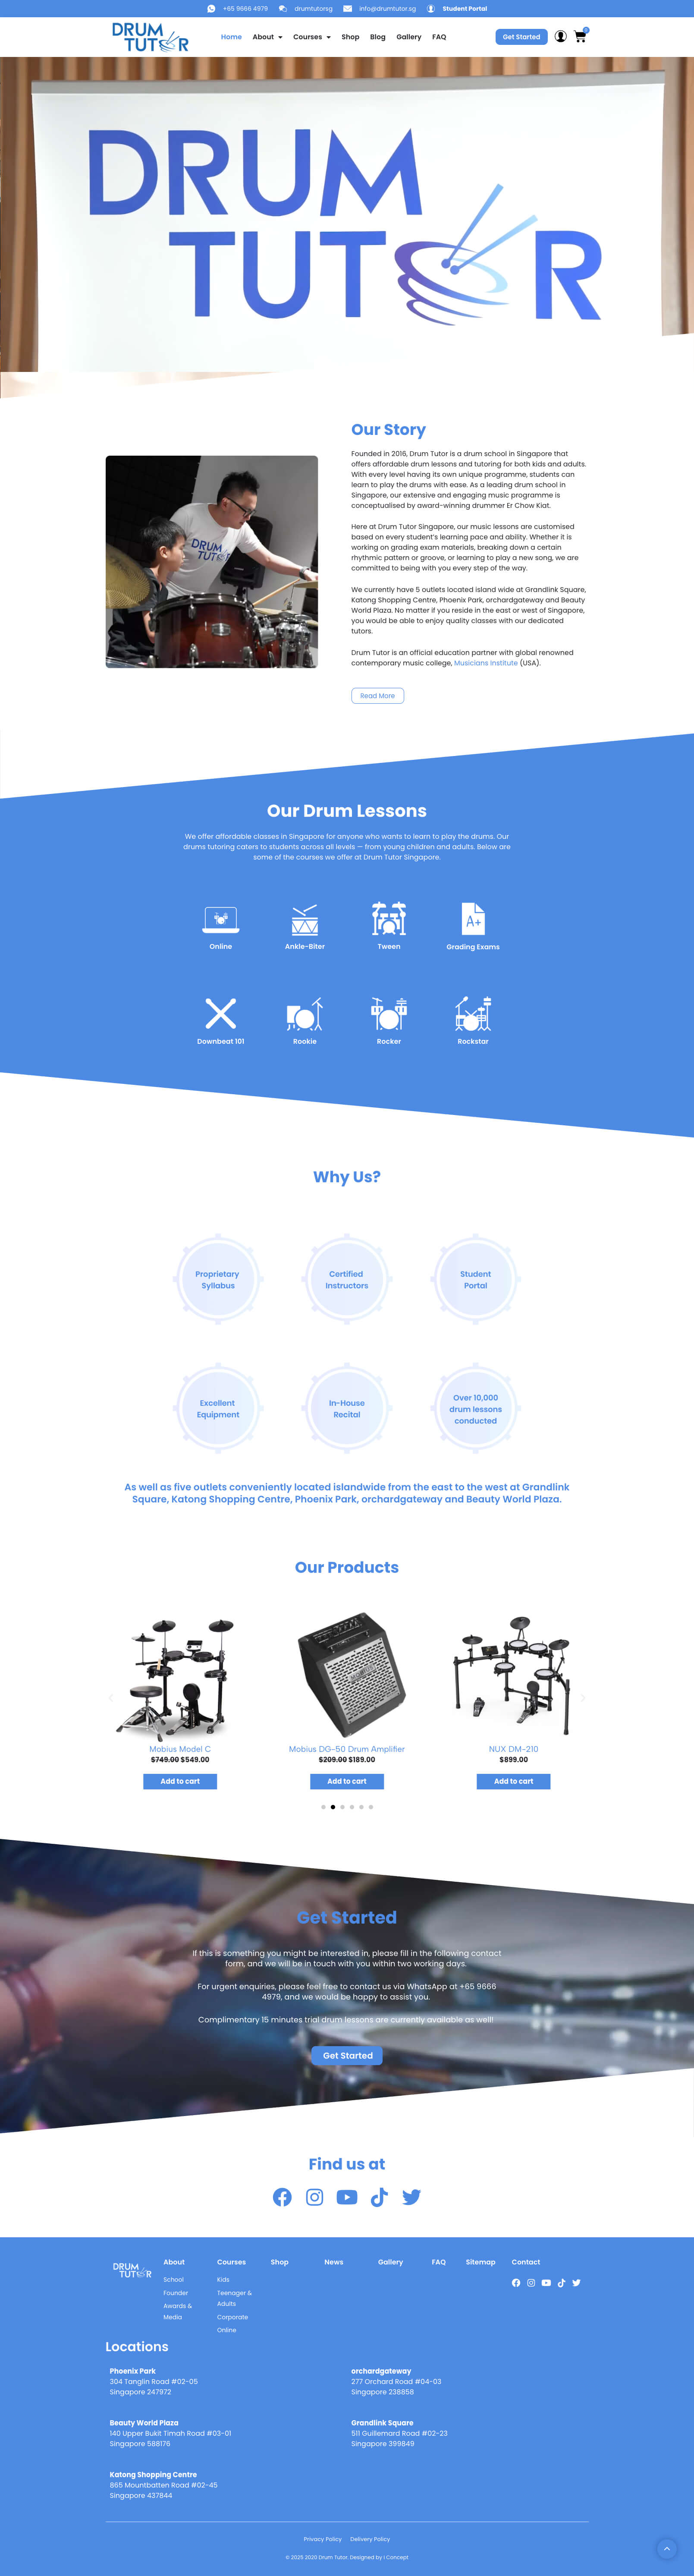 +65 9666 4979 drumtutorsg info@drumtutor.sg Student Portal
DRUM
TUTOR
Home About Courses Shop Blog Gallery FAQ
Get Started
DRUM
TUTOR
Our Story
Founded in 2016, Drum Tutor is a drum school in Singapore that
offers affordable drum lessons and tutoring for both kids and adults.
With every level having its own unique programme, students can
learn to play the drums with ease. As a leading drum school in
Singapore, our extensive and engaging music programme is
conceptualised by award-winning drummer Er Chow Kiat.
Here at Drum Tutor Singapore, our music lessons are customised
based on every student's learning pace and ability. Whether it is
working on grading exam materials, breaking down a certain
rhythmic pattern or groove, or learning to play a new song, we are
committed to being with you every step of the way.
We currently have 5 outlets located island wide at Grandlink Square,
Katong Shopping Centre, Phoenix Park, orchardgateway and Beauty
World Plaza. No matter if you reside in the east or west of Singapore,
you would be able to enjoy quality classes with our dedicated
tutors.
Drum Tutor is an official education partner with global renowned
contemporary music college, Musicians Institute (USA).
Read More
DRUM
TUTOR
Our Drum Lessons
We offer affordable classes in Singapore for anyone who wants to learn to play the drums. Our
drums tutoring caters to students across all levels — from young children and adults. Below are
some of the courses we offer at Drum Tutor Singapore.
A+
Online Ankle-Biter Tween Grading Exams
Downbeat 101 Rookie Rocker Rockstar
Why Us?
Proprietary
Syllabus
Certified
Instructors
Student
Portal
Excellent
Equipment
In-House
Recital
Over 10,000
drum lessons
conducted
As well as five outlets conveniently located islandwide from the east to the west at Grandlink
Square, Katong Shopping Centre, Phoenix Park, orchardgateway and Beauty World Plaza.
Our Products
Mobius Model C
$749.00 $549.00
Add to cart
Mobius DG-50 Drum Amplifier
$209.00 $189.00
Add to cart
NUX DM-210
$899.00
Add to cart
Get Started
If this is something you might be interested in, please fill in the following contact
form, and we will be in touch with you within two working days.
For urgent enquiries, please feel free to contact us via WhatsApp at +65 9666
4979, and we would be happy to assist you.
Complimentary 15 minutes trial drum lessons are currently available as well!
Get Started
Find us at
DRUM
TUTOR
About
School
Founder
Awards &
Media
Courses
Kids
Teenager &
Adults
Corporate
Online
Shop
News
Gallery
FAQ
Sitemap
Contact
Locations
Phoenix Park
304 Tanglin Road #02-05
Singapore 247972
orchardgateway
277 Orchard Road #04-03
Singapore 238858
Beauty World Plaza
140 Upper Bukit Timah Road #03-01
Singapore 588176
Grandlink Square
511 Guillemard Road #02-23
Singapore 399849
Katong Shopping Centre
865 Mountbatten Road #02-45
Singapore 437844
Privacy Policy Delivery Policy
© 2025 2020 Drum Tutor. Designed by I Concept